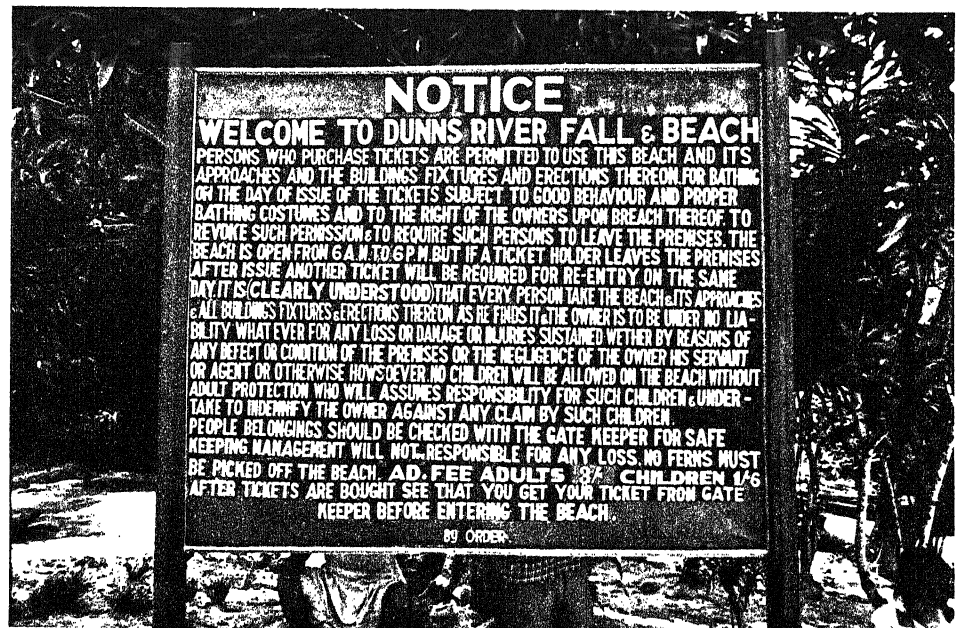 NOTICE
WELCOME TO DUNNS RIVER FALL & BEACH
PERSONS WHO PURCHASE TICKETS ARE PERMITTED TO USE THIS BEACH AND ITS
APPROACHES AND THE BUILDINGS FIXTURES AND ERECTIONS THEREON.FOR BATHING
ON THE DAY OF ISSUE OF THE TICKETS SUBJECT TO GOOD BEHAVIOUR AND PROPER
BATHING COSTUNES AND TO THE RIGHT OF THE OWNERS UPON BREACH THEREOF. TO
REVOKE SUCH PERMISSION & TO REQUIRE SUCH PERSONS TO LEAVE THE PREMISES. THE
BEACH IS OPEN FROM 6 A.M. TO. 6 P.M. BUT IF A TICKET HOLDER LEAVES THE PREMISES
AFTER ISSUE ANOTHER TICKET WILL BE REQUIRED FOR RE-ENTRY ON THE SAME
DAY. IT IS (CLEARLY UNDERSTOOD) THAT EVERY PERSON TAKE THE BEACH & ITS APPROACHES
& ALL BUILDINGS FIXTURES & ERECTIONS THEREON AS HE FINDS IT & THE OWNER IS TO BE UNDER NO LIA-
BILITY WHAT EVER FOR ANY LOSS OR DAMAGE OR INJURIES SUSTAINED WETHER BY REASONS OF
ANY DEFECT OR CONDITION OF THE PREMISES OR THE NEGLIGENCE OF THE OWNER HIS SERVANT
OR AGENT OR OTHERWISE HOWSOEVER. NO CHILDREN WILL BE ALLOWED ON THE BEACH WITHOUT
ADULT PROTECTION WHO WILL ASSUMES RESPONSIBILITY FOR SUCH CHILDREN & UNDER-
TAKE TO INDEMNIFY THE OWNER AGAINST ANY CLAIM BY SUCH CHILDREN.
PEOPLE BELONGINGS SHOULD BE CHECKED WITH THE GATE KEEPER FOR SAFE
KEEPING. MANAGEMENT WILL NOT RESPONSIBLE FOR ANY LOSS. NO FERNS MUST
BE PICKED OFF THE BEACH. AD. FEE ADULTS 3/- CHILDREN 1/6
AFTER TICKETS ARE BOUGHT SEE THAT YOU GET YOUR TICKET FROM GATE
KEEPER BEFORE ENTERING THE BEACH.
BY ORDER